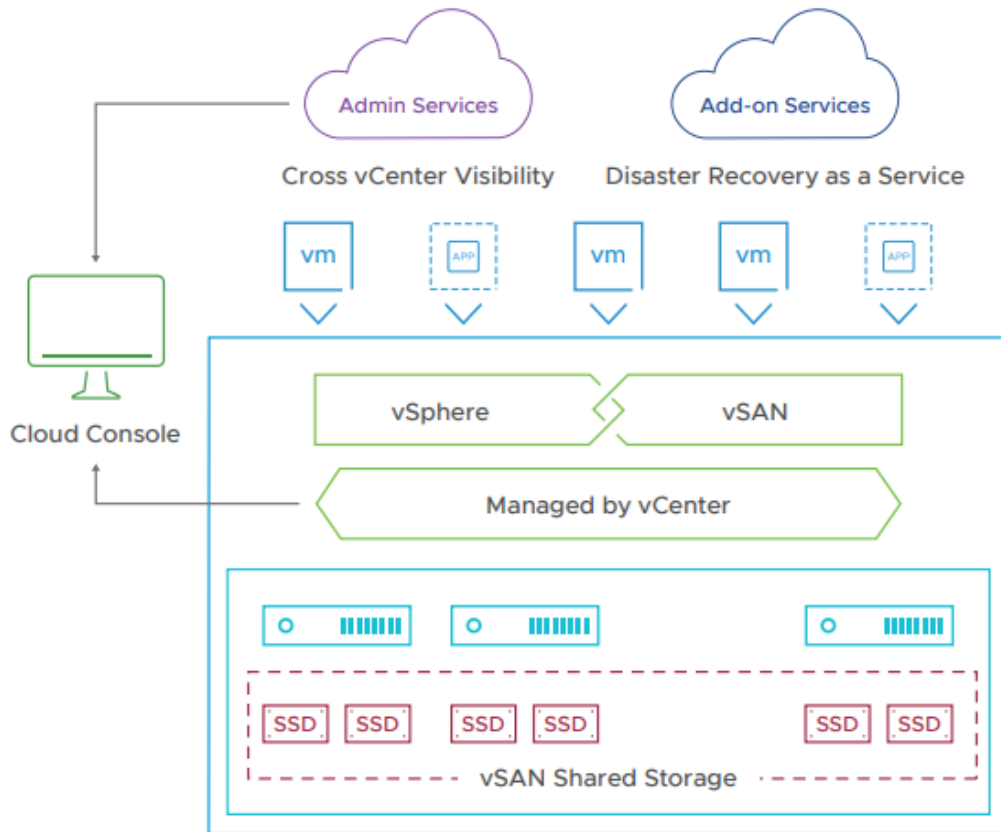 Admin Services
Add-on Services
Cross vCenter Visibility
Disaster Recovery as a Service
vm
APP
vm
vm
APP
Cloud Console
vSphere
vSAN
Managed by vCenter
SSD
SSD
SSD
SSD
SSD
SSD
vSAN Shared Storage